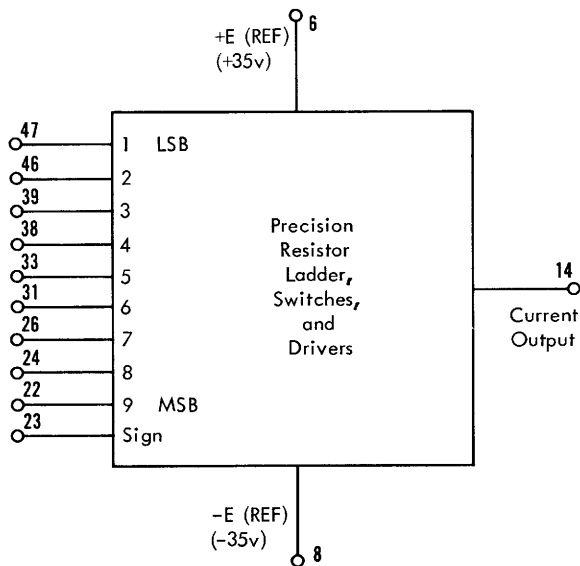 6
+E (REF)
(+35v)
47
1 LSB
46
2
39
3
38
4
33
5
31
6
26
7
24
8
22
9 MSB
23
Sign
Precision
Resistor
Ladder,
Switches,
and
Drivers
14
Current
Output
-E (REF)
(-35v)
8